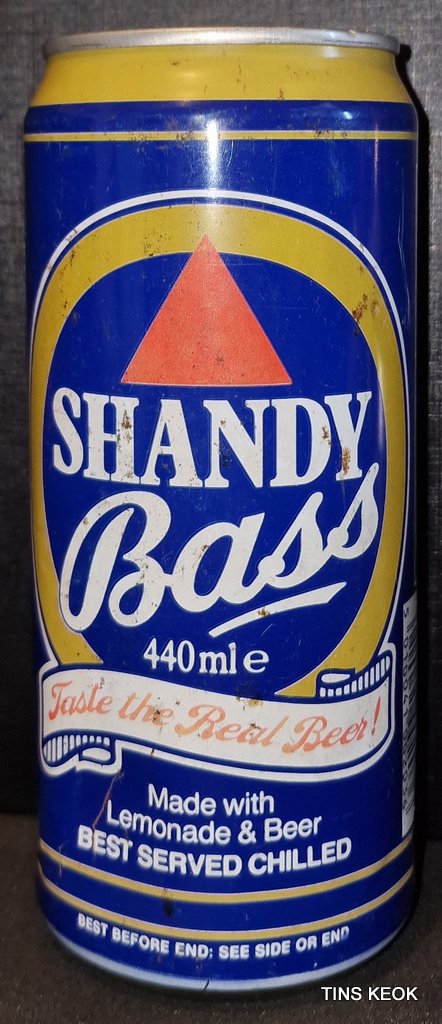 SHANDY
Bass
440ml e
Taste the Real Beer!
Made with
Lemonade & Beer
BEST SERVED CHILLED
BEST BEFORE END: SEE SIDE OR END
TINS KEOK